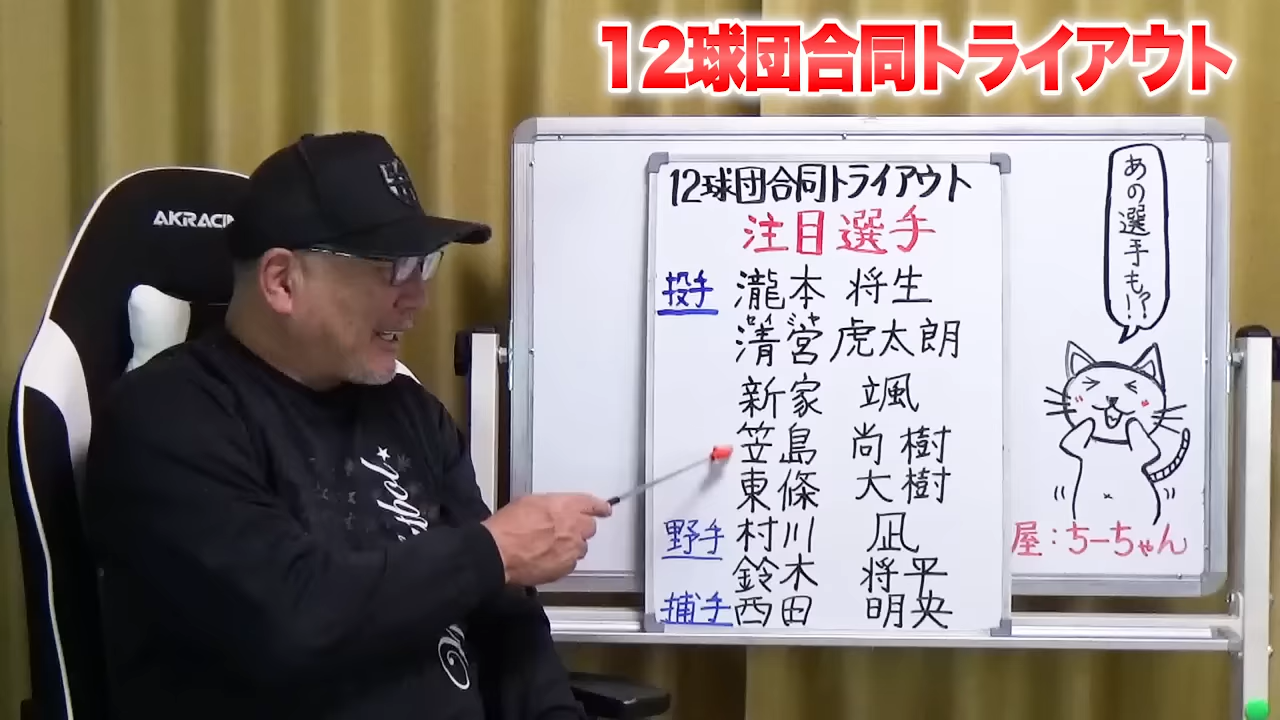 12球団合同トライアウト
AKRACIN
12球団合同トライアウト
注目選手
投手 瀧本 将生
セイミヤ
清宮 虎太朗
新家 颯
笠島 尚樹
東條 大樹
野手 村川 凪
鈴木 将平
捕手 西田 明央
あの選手も!?
屋:ちーちゃん